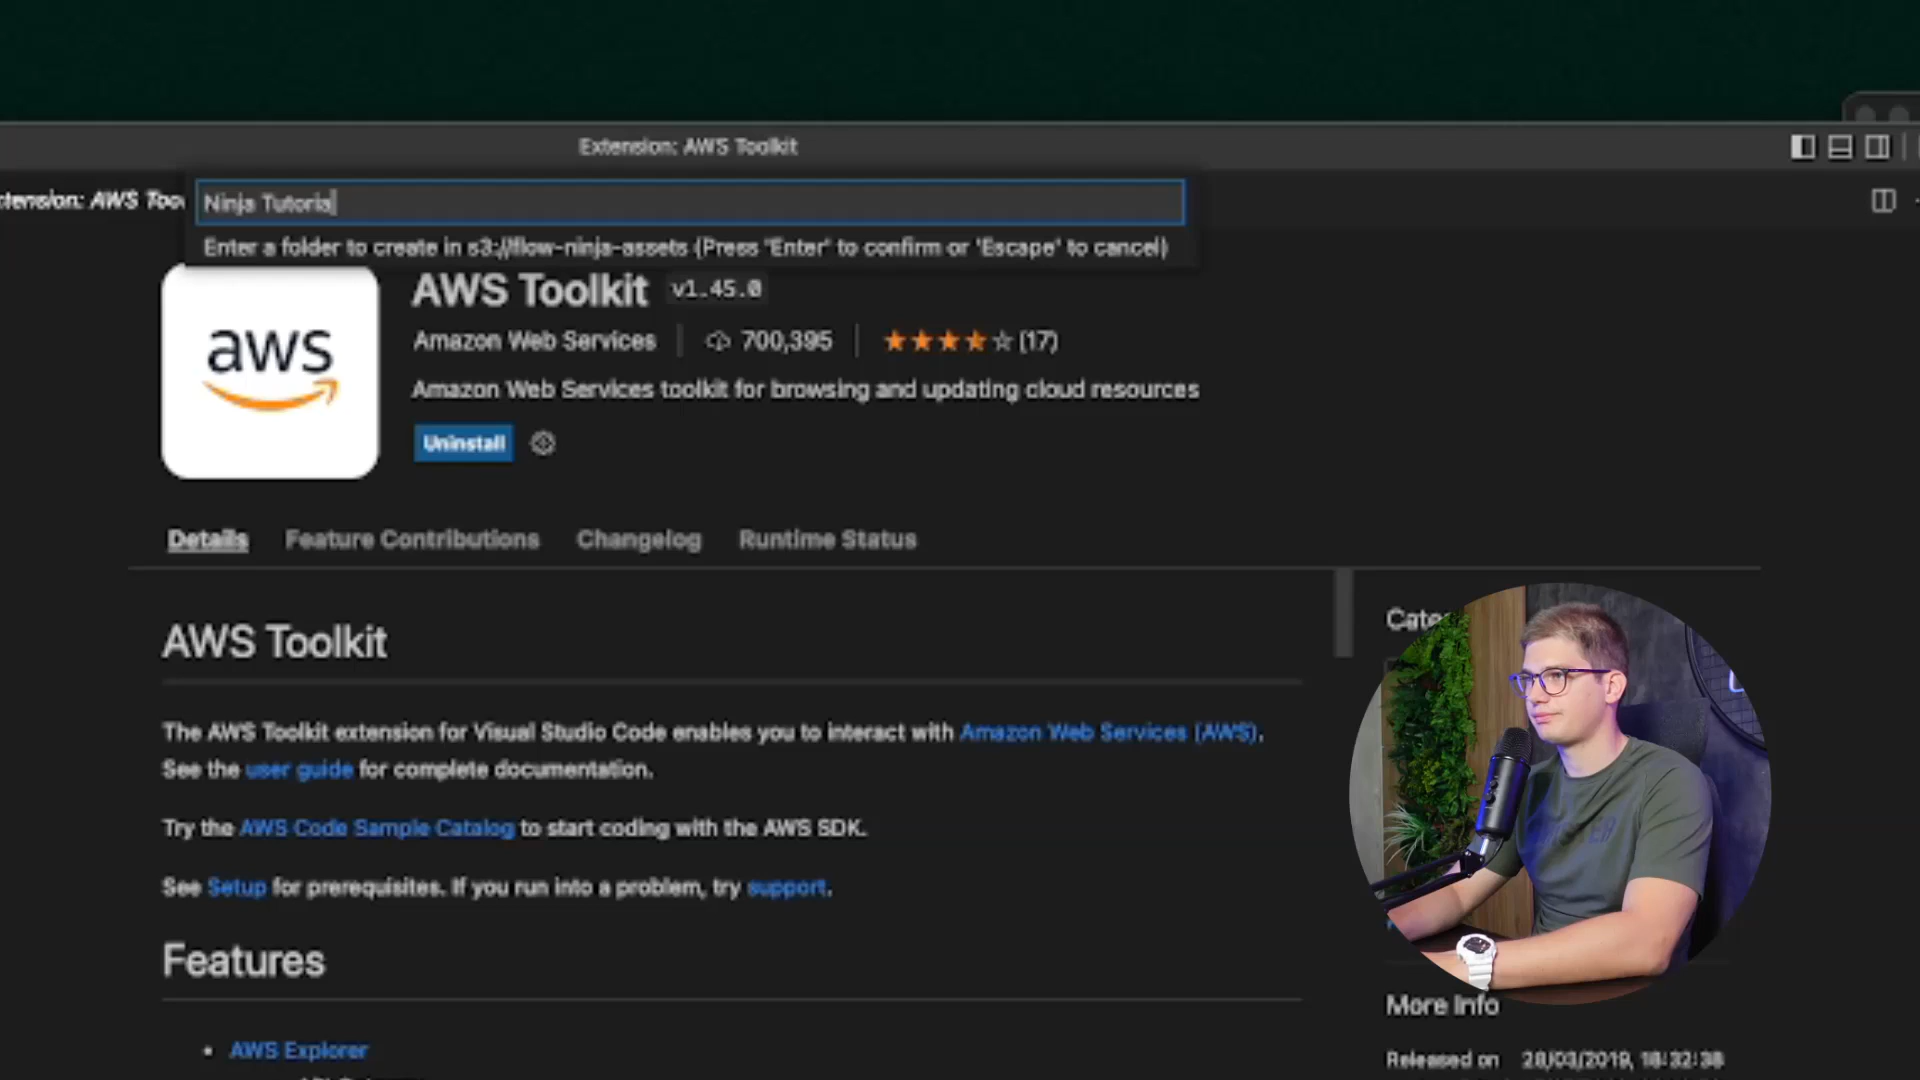 Extension: AWS Toolkit
tension: AWS Too
Ninja Tutoria
Enter a folder to create in s3://flow-ninja-assets (Press 'Enter' to confirm or 'Escape' to cancel)
aws
AWS Toolkit v1.45.0
Amazon Web Services 700,395 (17)
Amazon Web Services toolkit for browsing and updating cloud resources
Uninstall
Details Feature Contributions Changelog Runtime Status
AWS Toolkit
The AWS Toolkit extension for Visual Studio Code enables you to interact with Amazon Web Services (AWS).
See the user guide for complete documentation.
Try the AWS Code Sample Catalog to start coding with the AWS SDK.
See Setup for prerequisites. If you run into a problem, try support.
Features
• AWS Explorer
Cate
More Info
Released on 28/03/2019, 18:32:38